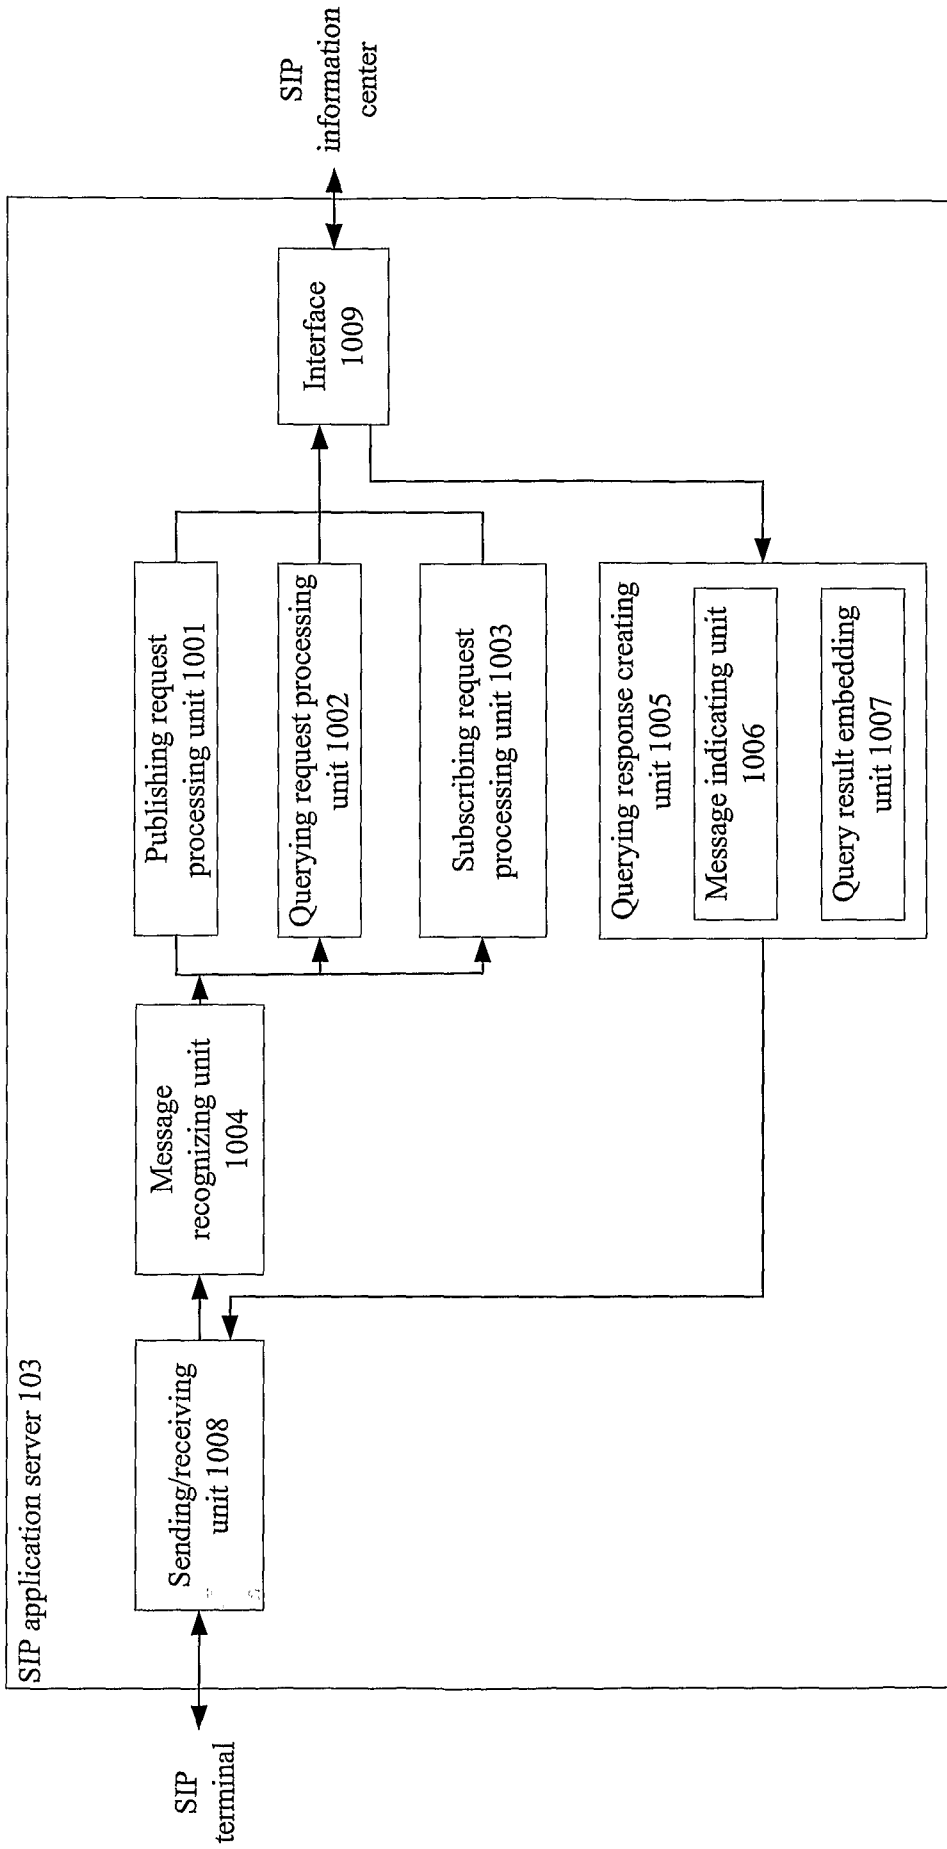 SIP application server 103
SIP
terminal
Sending/receiving
unit 1008
Message
recognizing unit
1004
Publishing request
processing unit 1001
Querying request processing
unit 1002
Subscribing request
processing unit 1003
Querying response creating
unit 1005
Message indicating unit
1006
Query result embedding
unit 1007
Interface
1009
SIP
information
center